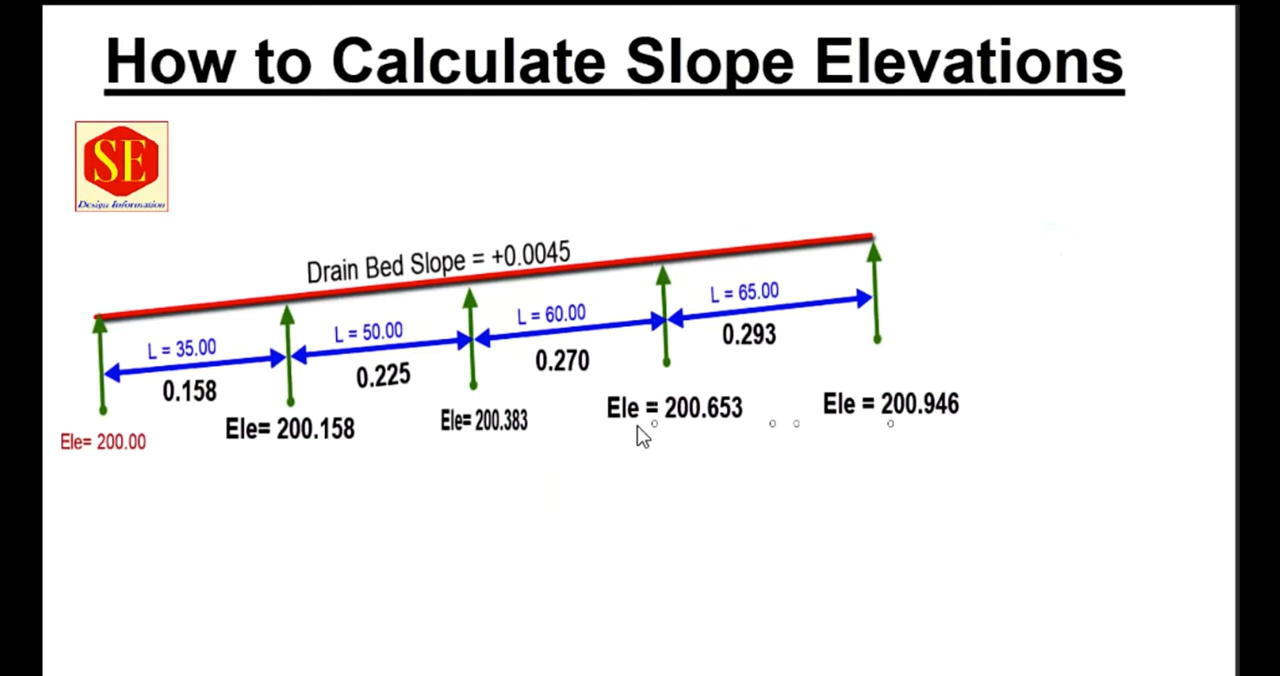 How to Calculate Slope Elevations
SE
Design Information
Drain Bed Slope = +0.0045
L = 35.00
L = 50.00
L = 60.00
L = 65.00
0.158
0.225
0.270
0.293
Ele= 200.00
Ele= 200.158
Ele= 200.383
Ele = 200.653
Ele = 200.946